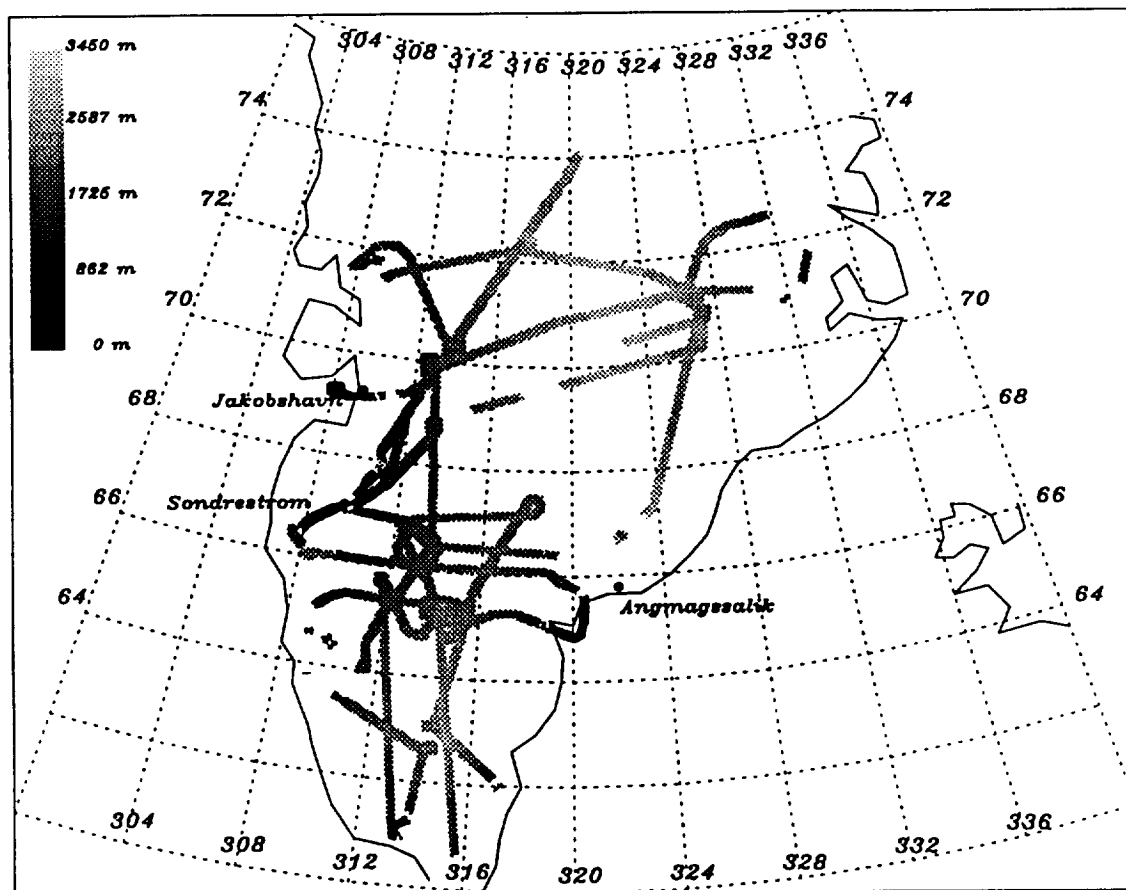 3450 m
2587 m
1725 m
862 m
0 m
304 308 312 316 320 324 328 332 336
74 74
72 72
70 70
68 68
66 66
64 64
Jakobshavn
Sondrestrom
Angmagssalik
304 308 312 316 320 324 328 332 336